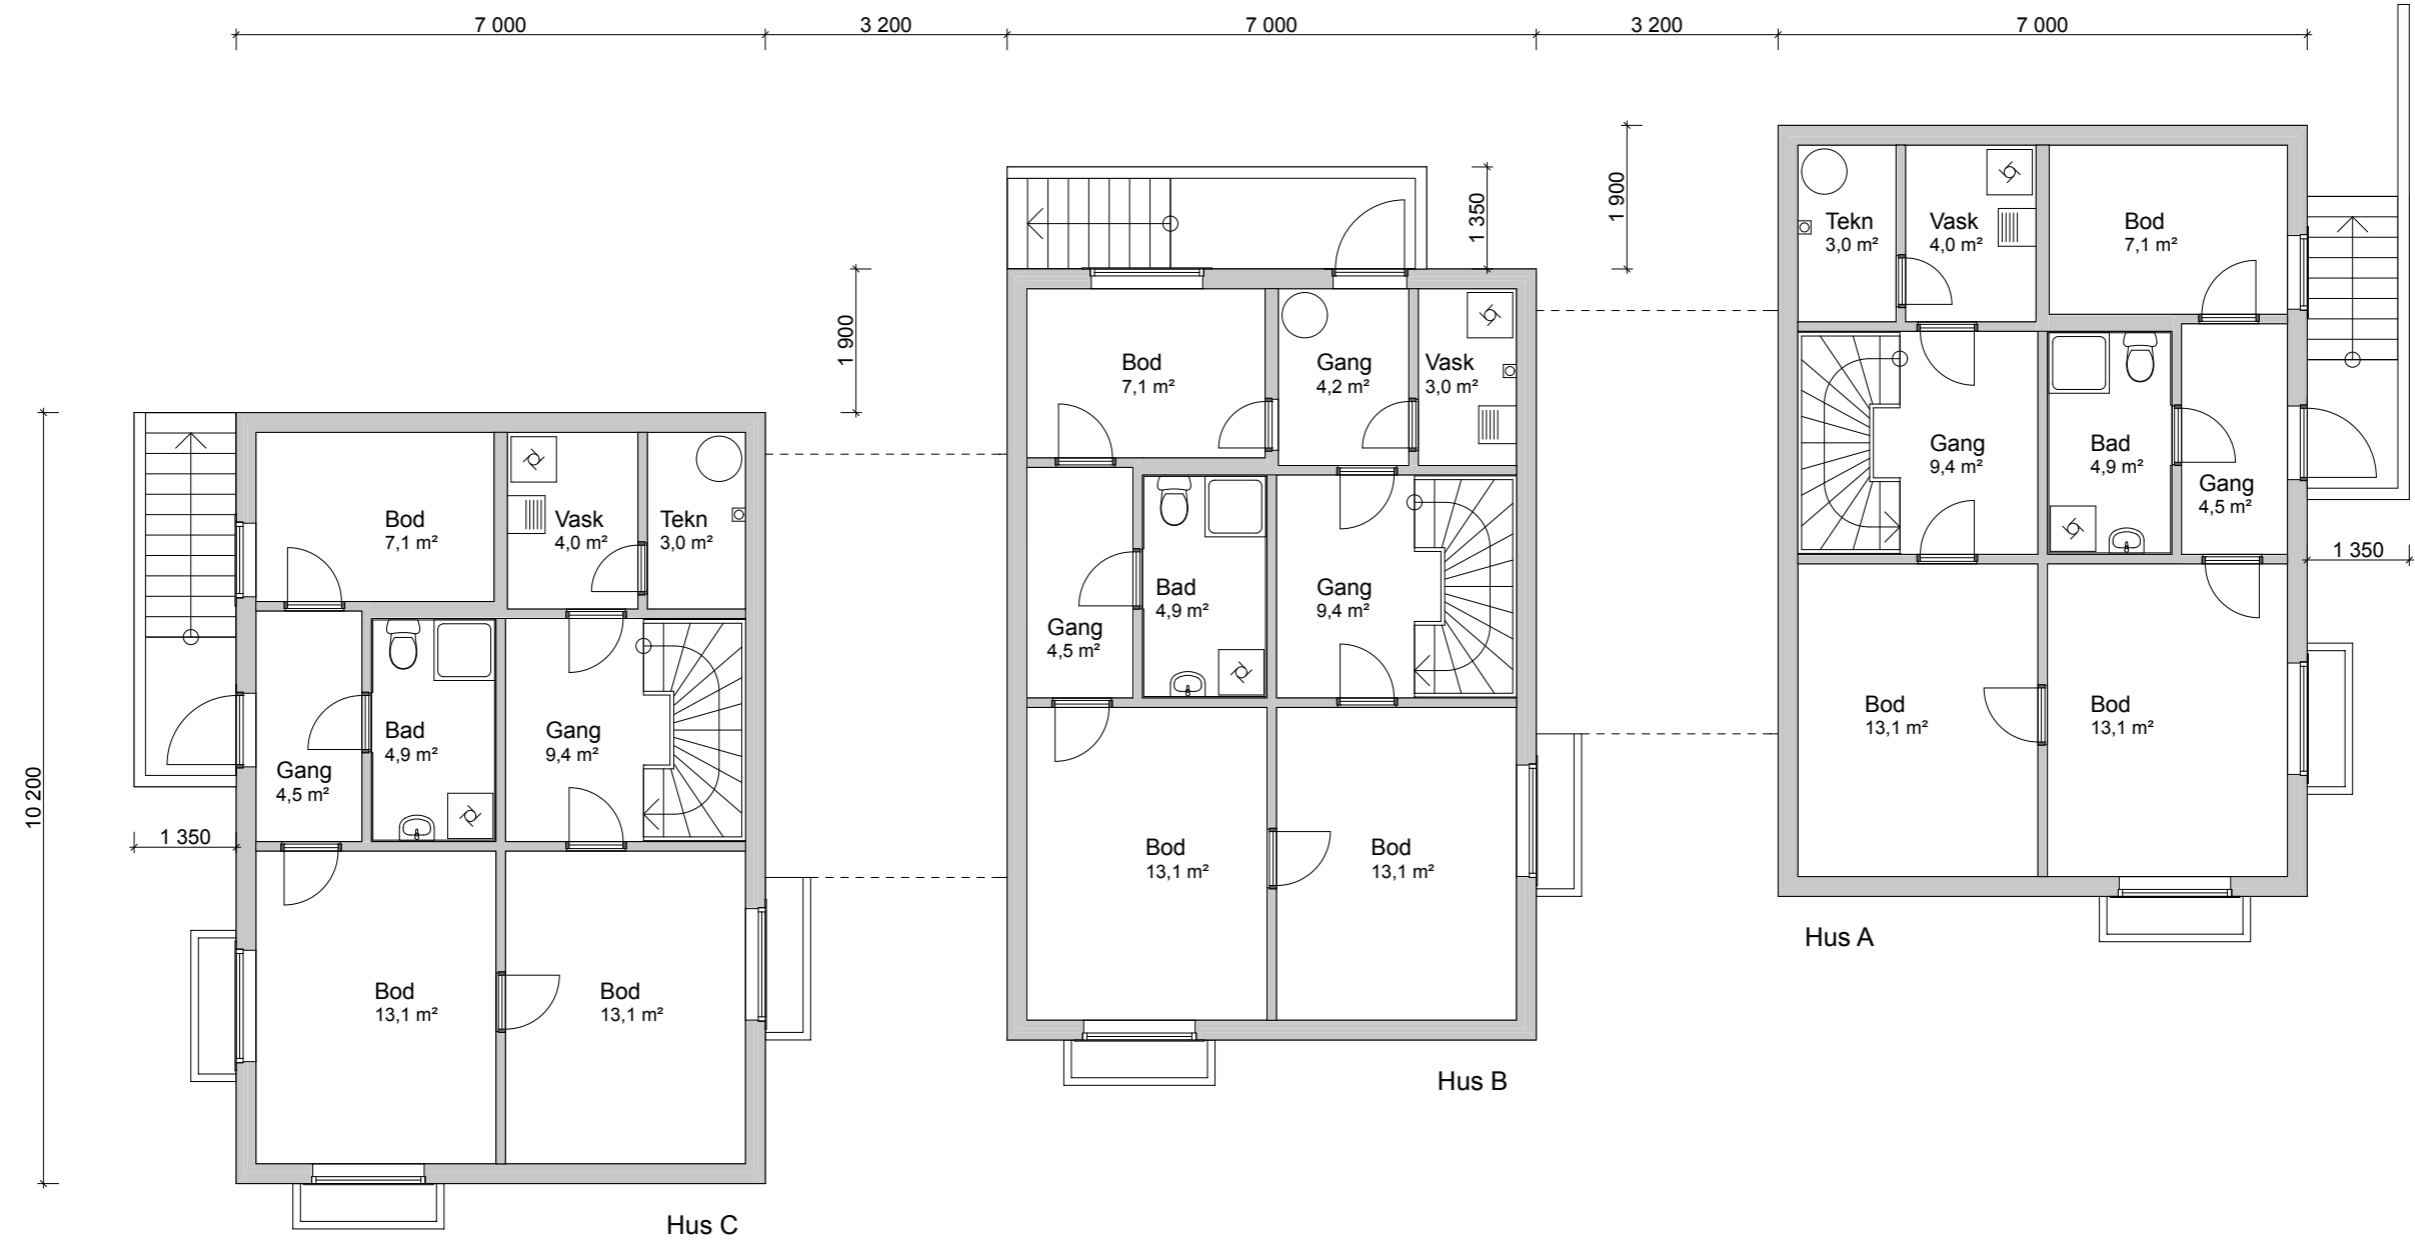 7 000
3 200
7 000
3 200
7 000
10 200
1 900
1 350
1 900
1 350
1 350
Bod
7,1 m²
Vask
4,0 m²
Tekn
3,0 m²
Gang
4,5 m²
Bad
4,9 m²
Gang
9,4 m²
Bod
13,1 m²
Bod
13,1 m²
Hus C
Bod
7,1 m²
Gang
4,2 m²
Vask
3,0 m²
Gang
4,5 m²
Bad
4,9 m²
Gang
9,4 m²
Bod
13,1 m²
Bod
13,1 m²
Hus B
Tekn
3,0 m²
Vask
4,0 m²
Bod
7,1 m²
Gang
9,4 m²
Bad
4,9 m²
Gang
4,5 m²
Bod
13,1 m²
Bod
13,1 m²
Hus A